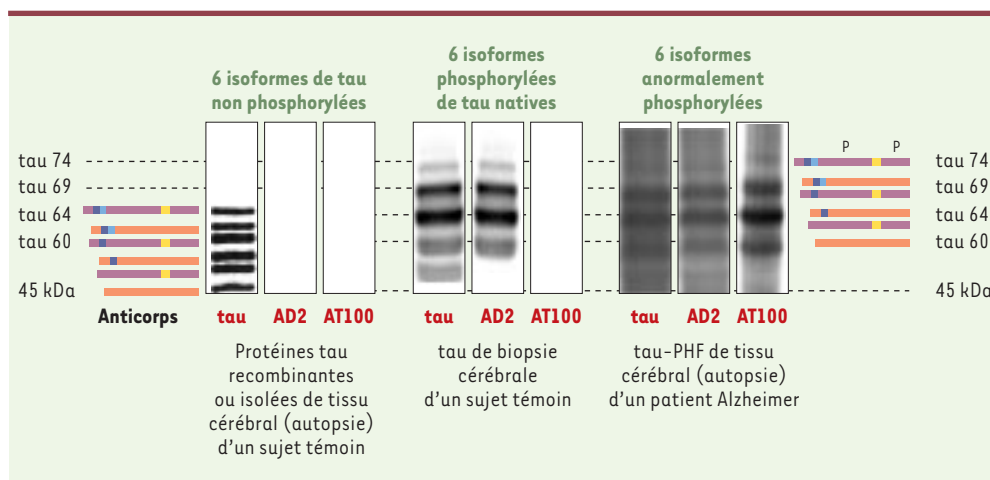 6 isoformes de tau
non phosphorylées
6 isoformes
phosphorylées
de tau natives
6 isoformes
anormalement
phosphorylées
tau 74
tau 69
tau 64
tau 60
45 kDa
P P
tau 74
tau 69
tau 64
tau 60
45 kDa
Anticorps tau AD2 AT100 tau AD2 AT100 tau AD2 AT100
Protéines tau
recombinantes
ou isolées de tissu
cérébral (autopsie)
d'un sujet témoin
tau de biopsie
cérébrale
d'un sujet témoin
tau-PHF de tissu
cérébral (autopsie)
d'un patient Alzheimer